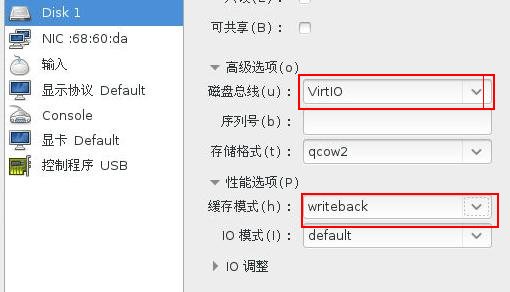 Disk 1
NIC :68:60:da
输入
显示协议 Default
Console
显卡 Default
控制程序 USB
可共享(B) :
高级选项(o)
磁盘总线(u) : VirtIO
序列号(b) :
存储格式(t) : qcow2
性能选项(P)
缓存模式(h) : writeback
IO 模式(I) : default
IO 调整